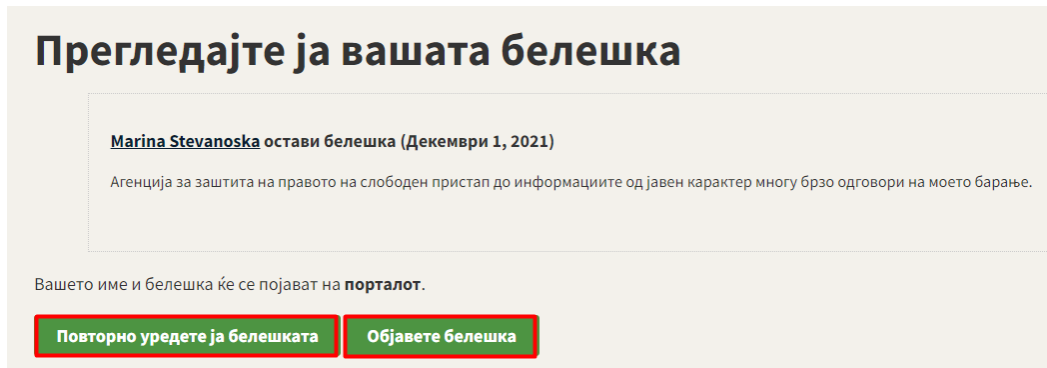 Прегледајте ја вашата белешка
Marina Stevanoska остави белешка (Декември 1, 2021)
Агенција за заштита на правото на слободен пристап до информациите од јавен карактер многу брзо одговори на моето барање.
Вашето име и белешка ќе се појават на порталот.
Повторно уредете ја белешката Објавете белешка